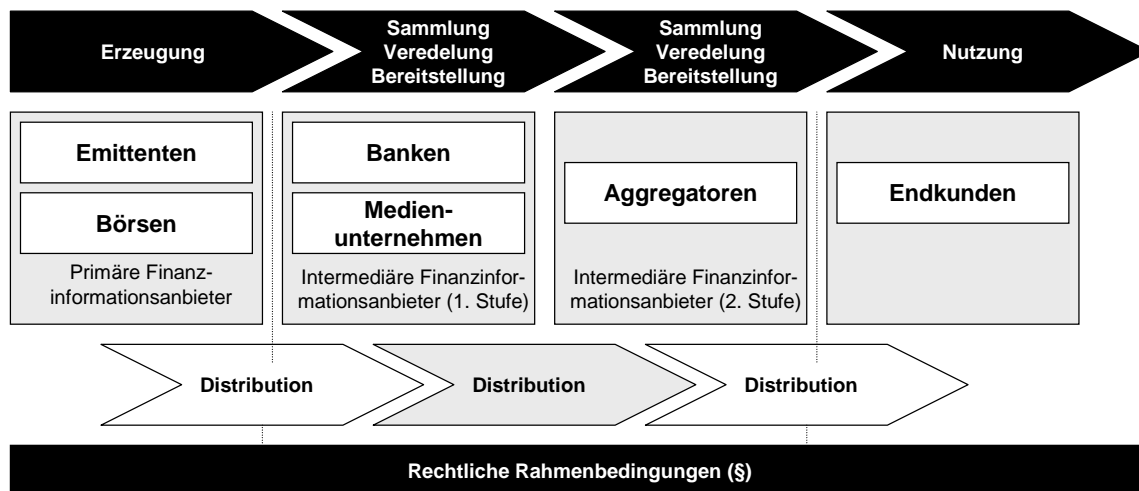 Erzeugung
Sammlung
Veredelung
Bereitstellung
Sammlung
Veredelung
Bereitstellung
Nutzung
Emittenten
Börsen
Primäre Finanz-
informationsanbieter
Banken
Medien-
unternehmen
Intermediäre Finanzinfor-
mationsanbieter (1. Stufe)
Aggregatoren
Intermediäre Finanzinfor-
mationsanbieter (2. Stufe)
Endkunden
Distribution
Distribution
Distribution
Rechtliche Rahmenbedingungen (§)